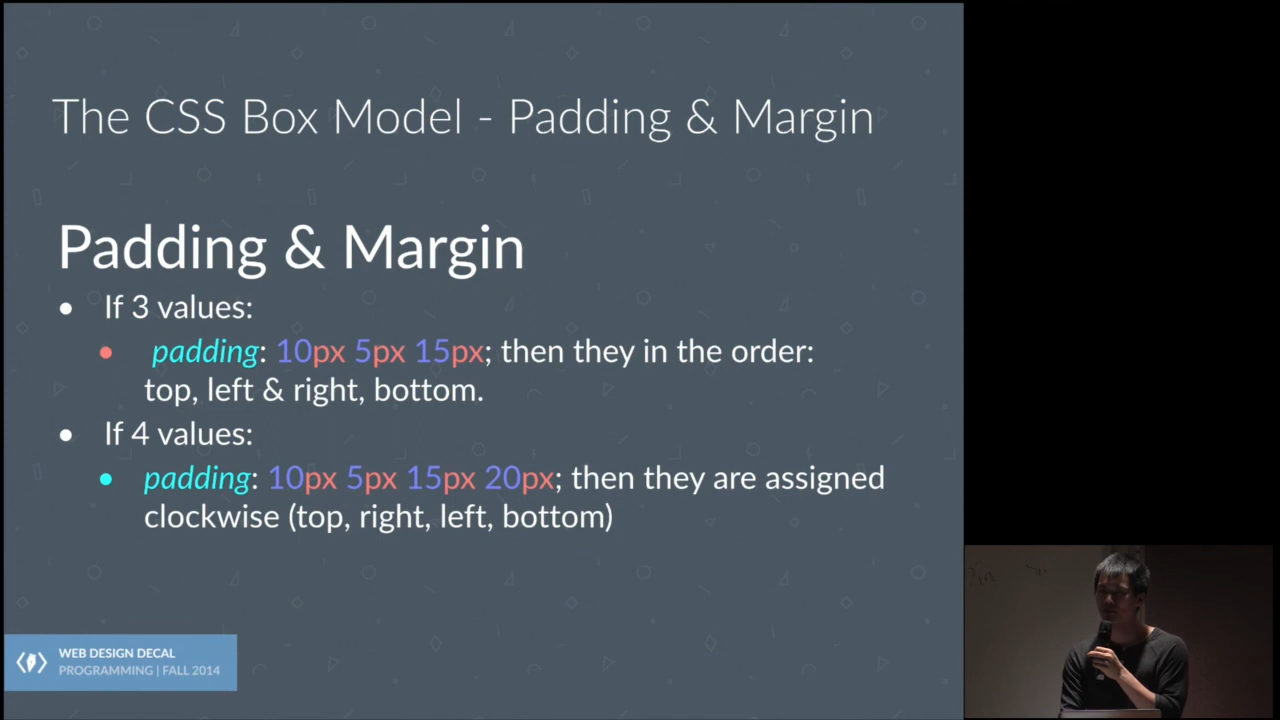 The CSS Box Model - Padding & Margin
Padding & Margin
• If 3 values:
• padding: 10px 5px 15px; then they in the order:
top, left & right, bottom.
• If 4 values:
• padding: 10px 5px 15px 20px; then they are assigned
clockwise (top, right, left, bottom)
WEB DESIGN DECAL
PROGRAMMING | FALL 2014